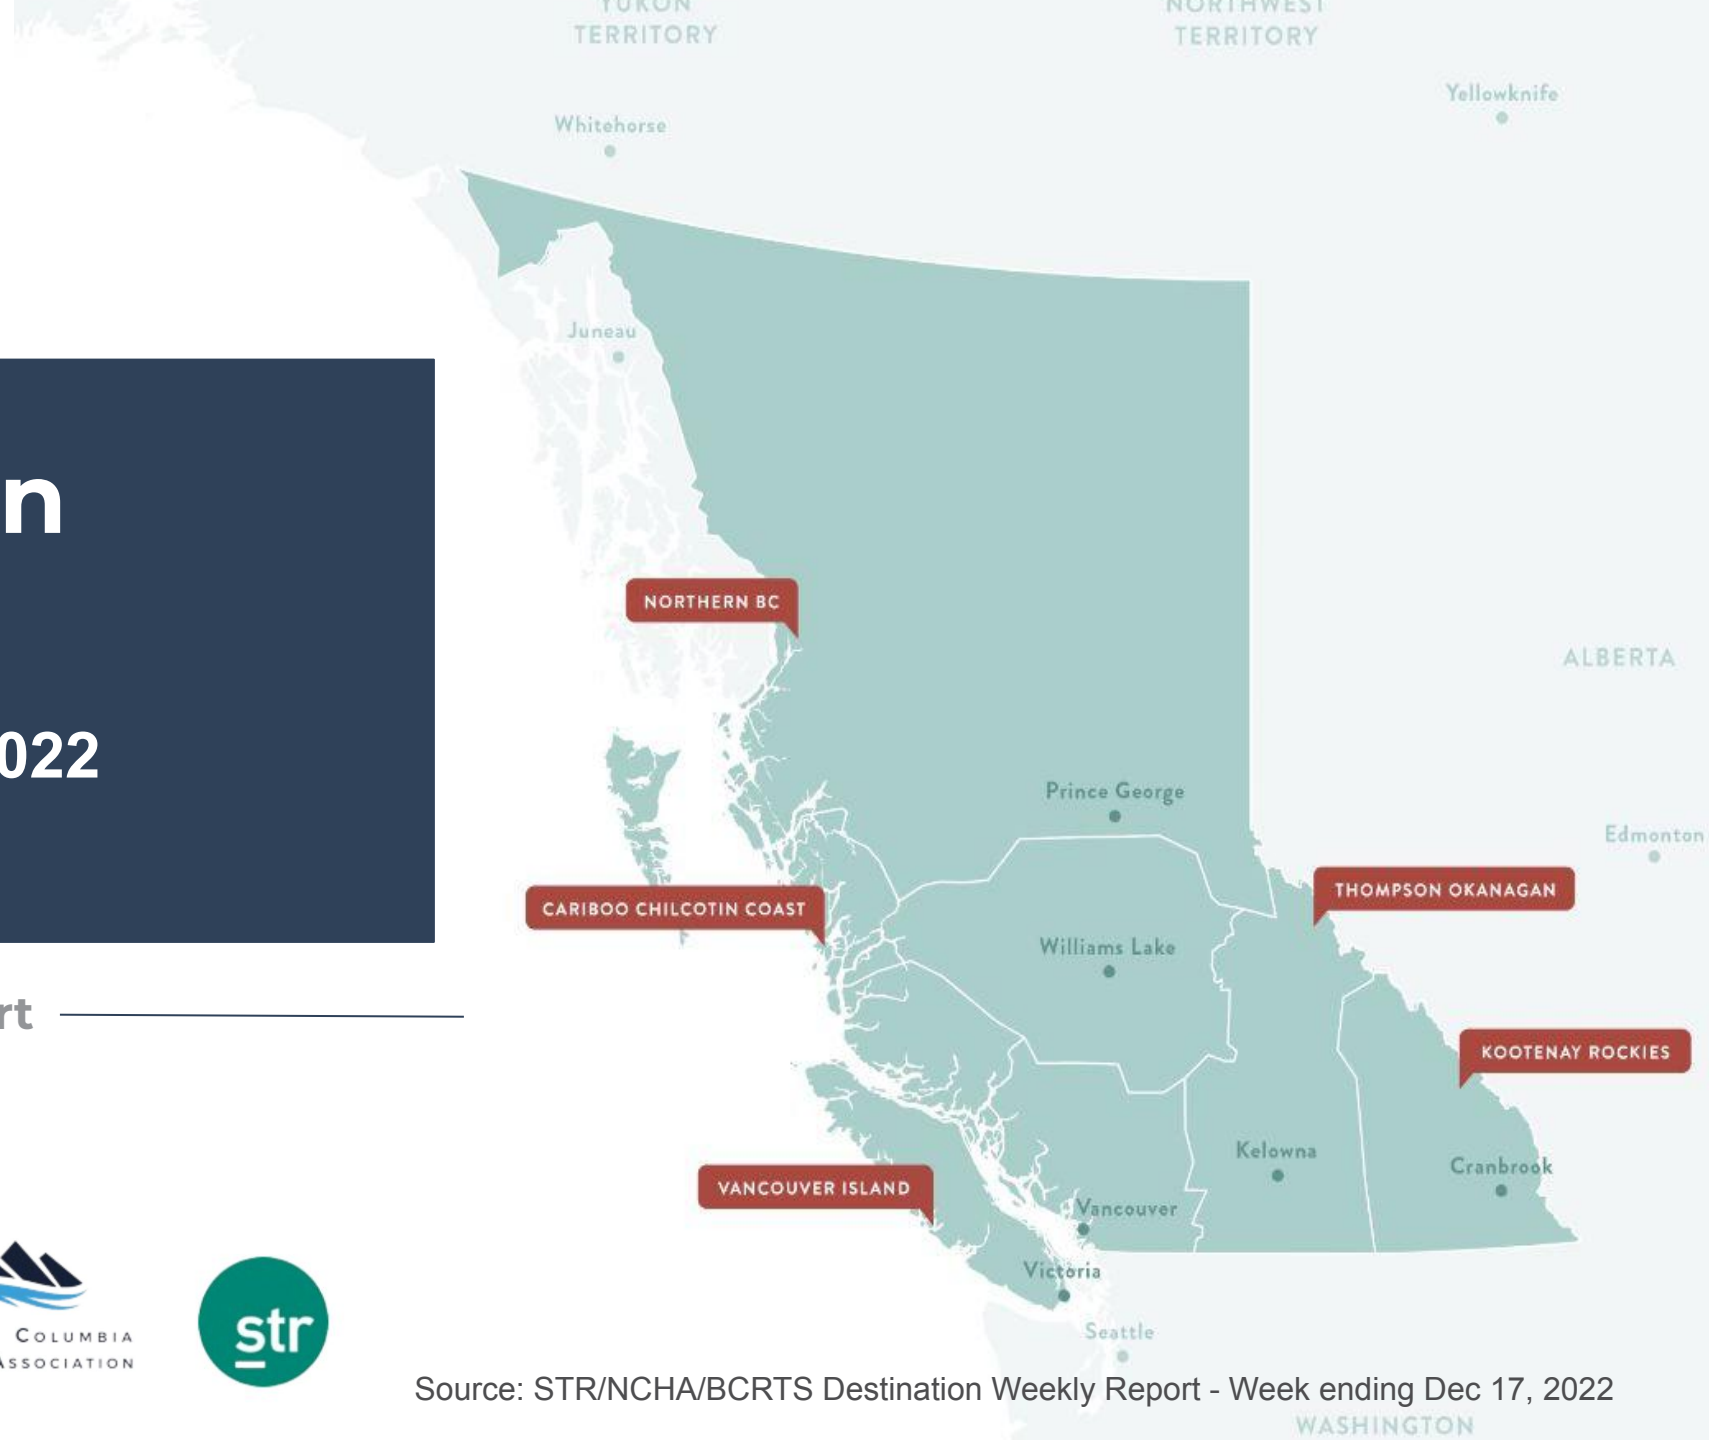 YUKON
TERRITORY
NORTHWEST
TERRITORY
Yellowknife
Whitehorse
Juneau
n
NORTHERN BC
ALBERTA
022
Prince George
Edmonton
THOMPSON OKANAGAN
CARIBOO CHILCOTIN COAST
Williams Lake
rt
KOOTENAY ROCKIES
Kelowna
Cranbrook
VANCOUVER ISLAND
Vancouver
Victoria
str
Seattle
COLUMBIA
ASSOCIATION
Source: STR/NCHA/BCRTS Destination Weekly Report - Week ending Dec 17, 2022
WASHINGTON